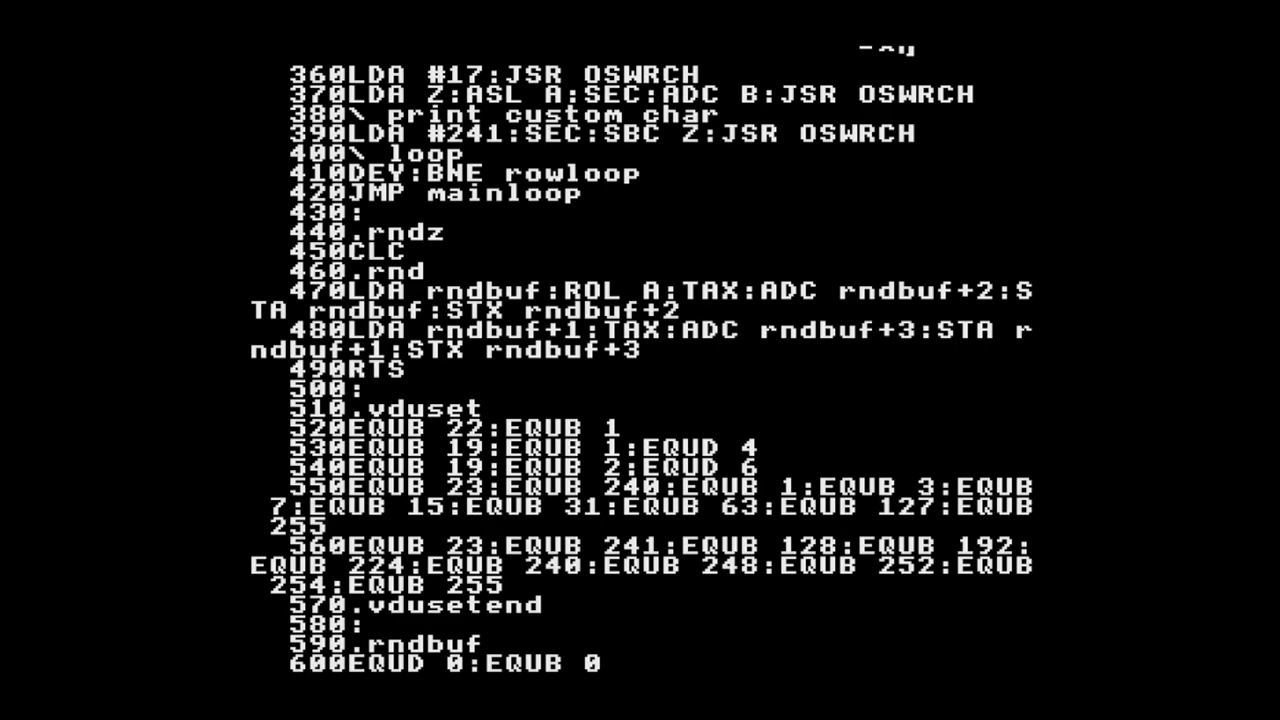 360LDA #17:JSR OSWRCH
370LDA Z:ASL A:SEC:ADC B:JSR OSWRCH
380\ print custom char
390LDA #241:SEC:SBC Z:JSR OSWRCH
400\ loop
410DEY:BNE rowloop
420JMP mainloop
430:
440.rndz
450CLC
460.rnd
470LDA rndbuf:ROL A:TAX:ADC rndbuf+2:S
TA rndbuf:STX rndbuf+2
480LDA rndbuf+1:TAX:ADC rndbuf+3:STA r
ndbuf+1:STX rndbuf+3
490RTS
500:
510.vduset
520EQUB 22:EQUB 1
530EQUB 19:EQUB 1:EQUD 4
540EQUB 19:EQUB 2:EQUD 6
550EQUB 23:EQUB 240:EQUB 1:EQUB 3:EQUB
7:EQUB 15:EQUB 31:EQUB 63:EQUB 127:EQUB
255
560EQUB 23:EQUB 241:EQUB 128:EQUB 192:
EQUB 224:EQUB 240:EQUB 248:EQUB 252:EQUB
254:EQUB 255
570.vdusetend
580:
590.rndbuf
600EQUD 0:EQUB 0